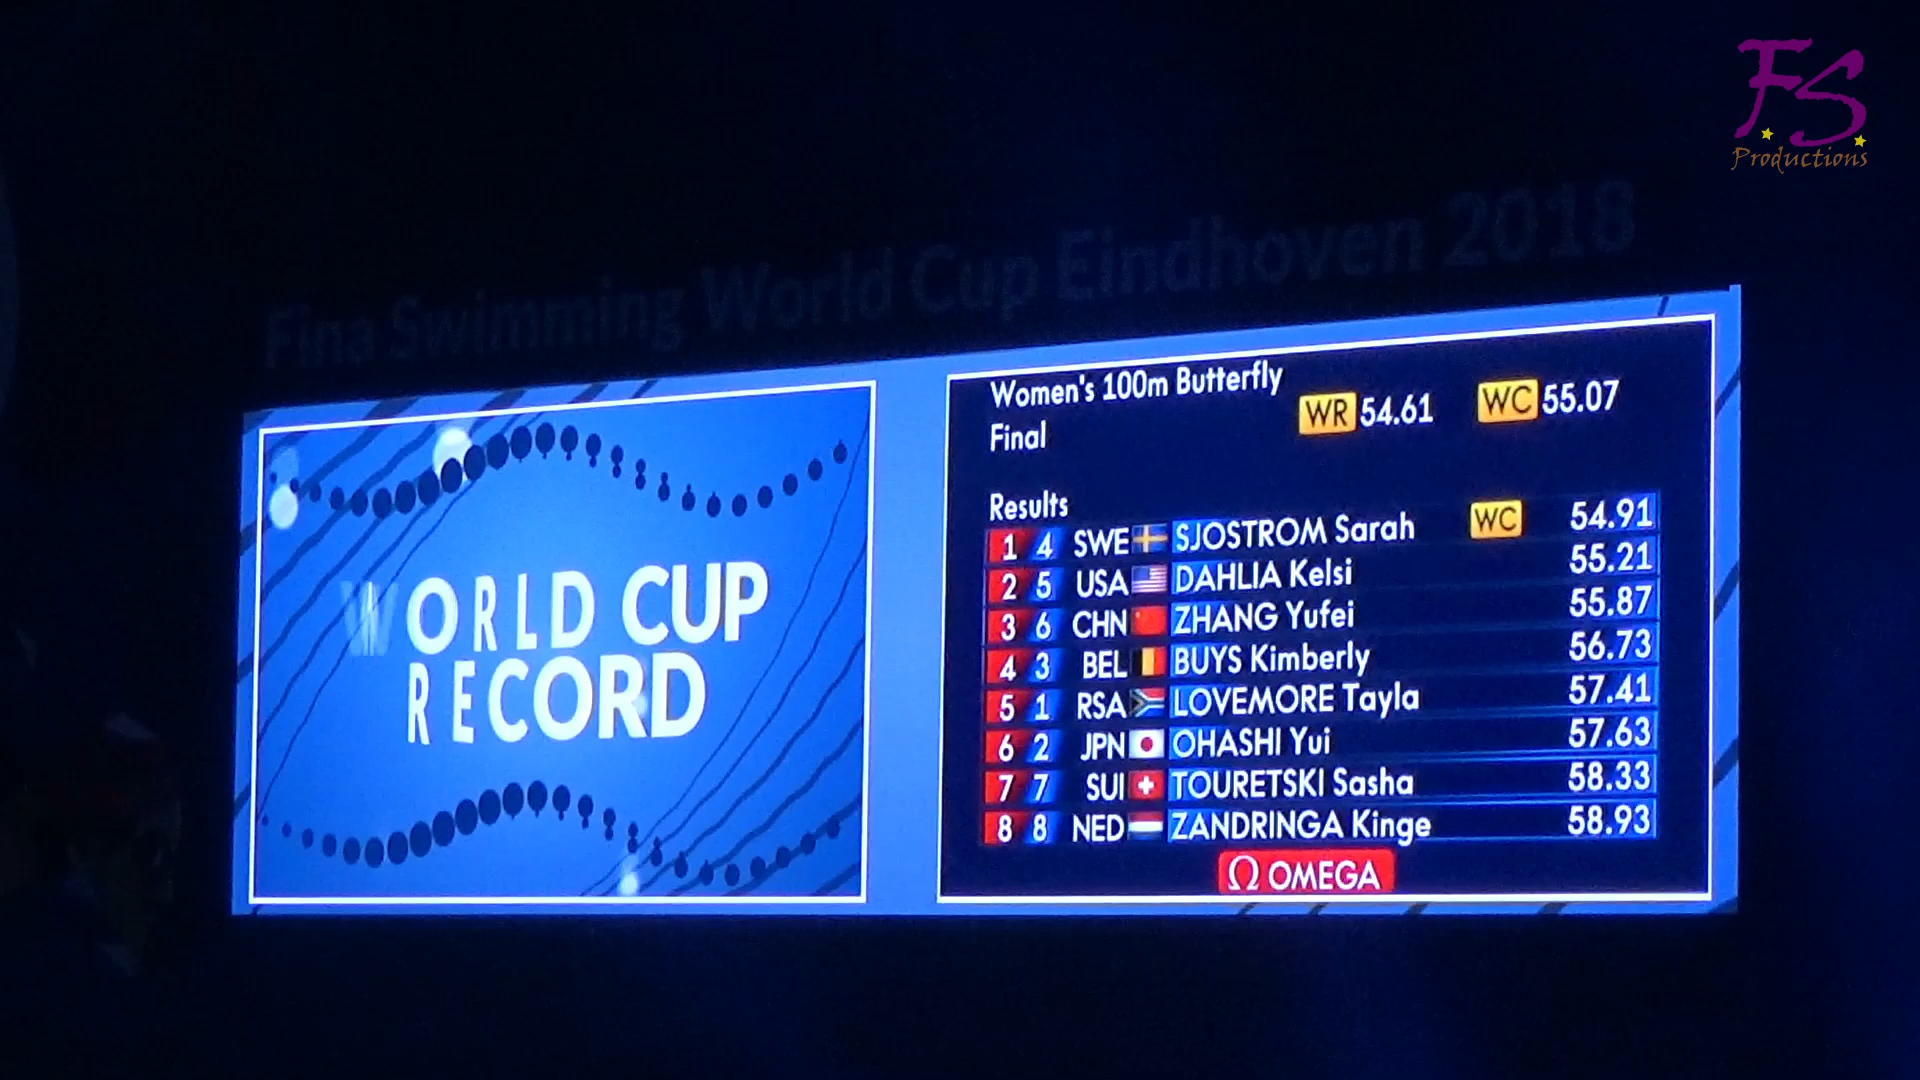 FS
Productions
Fina Swimming World Cup Eindhoven 2018
WORLD CUP
RECORD
Women's 100m Butterfly
Final
WR 54.61 WC 55.07
Results
1 4 SWE SJOSTROM Sarah WC 54.91
2 5 USA DAHLIA Kelsi 55.21
3 6 CHN ZHANG Yufei 55.87
4 3 BEL BUYS Kimberly 56.73
5 1 RSA LOVEMORE Tayla 57.41
6 2 JPN OHASHI Yui 57.63
7 7 SUI TOURETSKI Sasha 58.33
8 8 NED ZANDRINGA Kinge 58.93
Ω OMEGA